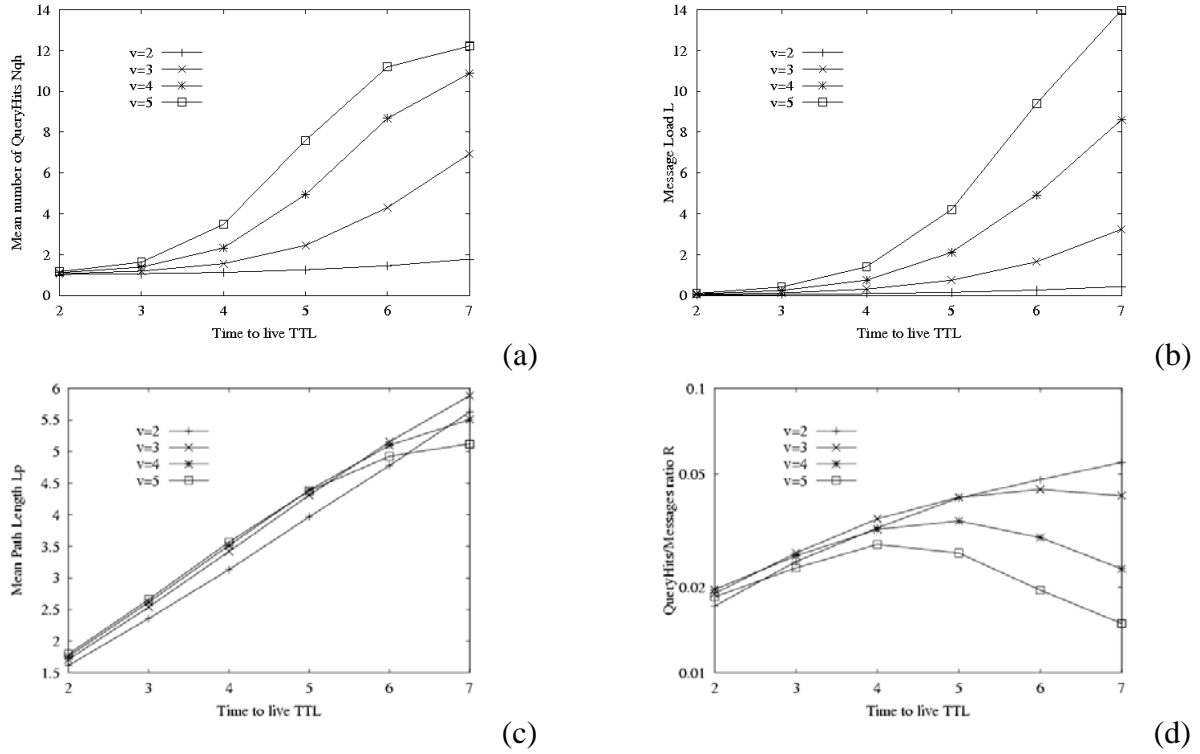 14
12
10
8
6
4
2
0
Mean number of QueryHits Nqh
v=2
v=3
v=4
v=5
2 3 4 5 6 7
Time to live TTL
(a)
14
12
10
8
6
4
2
0
Message Load L
v=2
v=3
v=4
v=5
2 3 4 5 6 7
Time to live TTL
(b)
6
5.5
5
4.5
4
3.5
3
2.5
2
1.5
Mean Path Length Lp
v=2
v=3
v=4
v=5
2 3 4 5 6 7
Time to live TTL
(c)
0.1
0.05
0.02
0.01
QueryHits/Messages ratio R
v=2
v=3
v=4
v=5
2 3 4 5 6 7
Time to live TTL
(d)